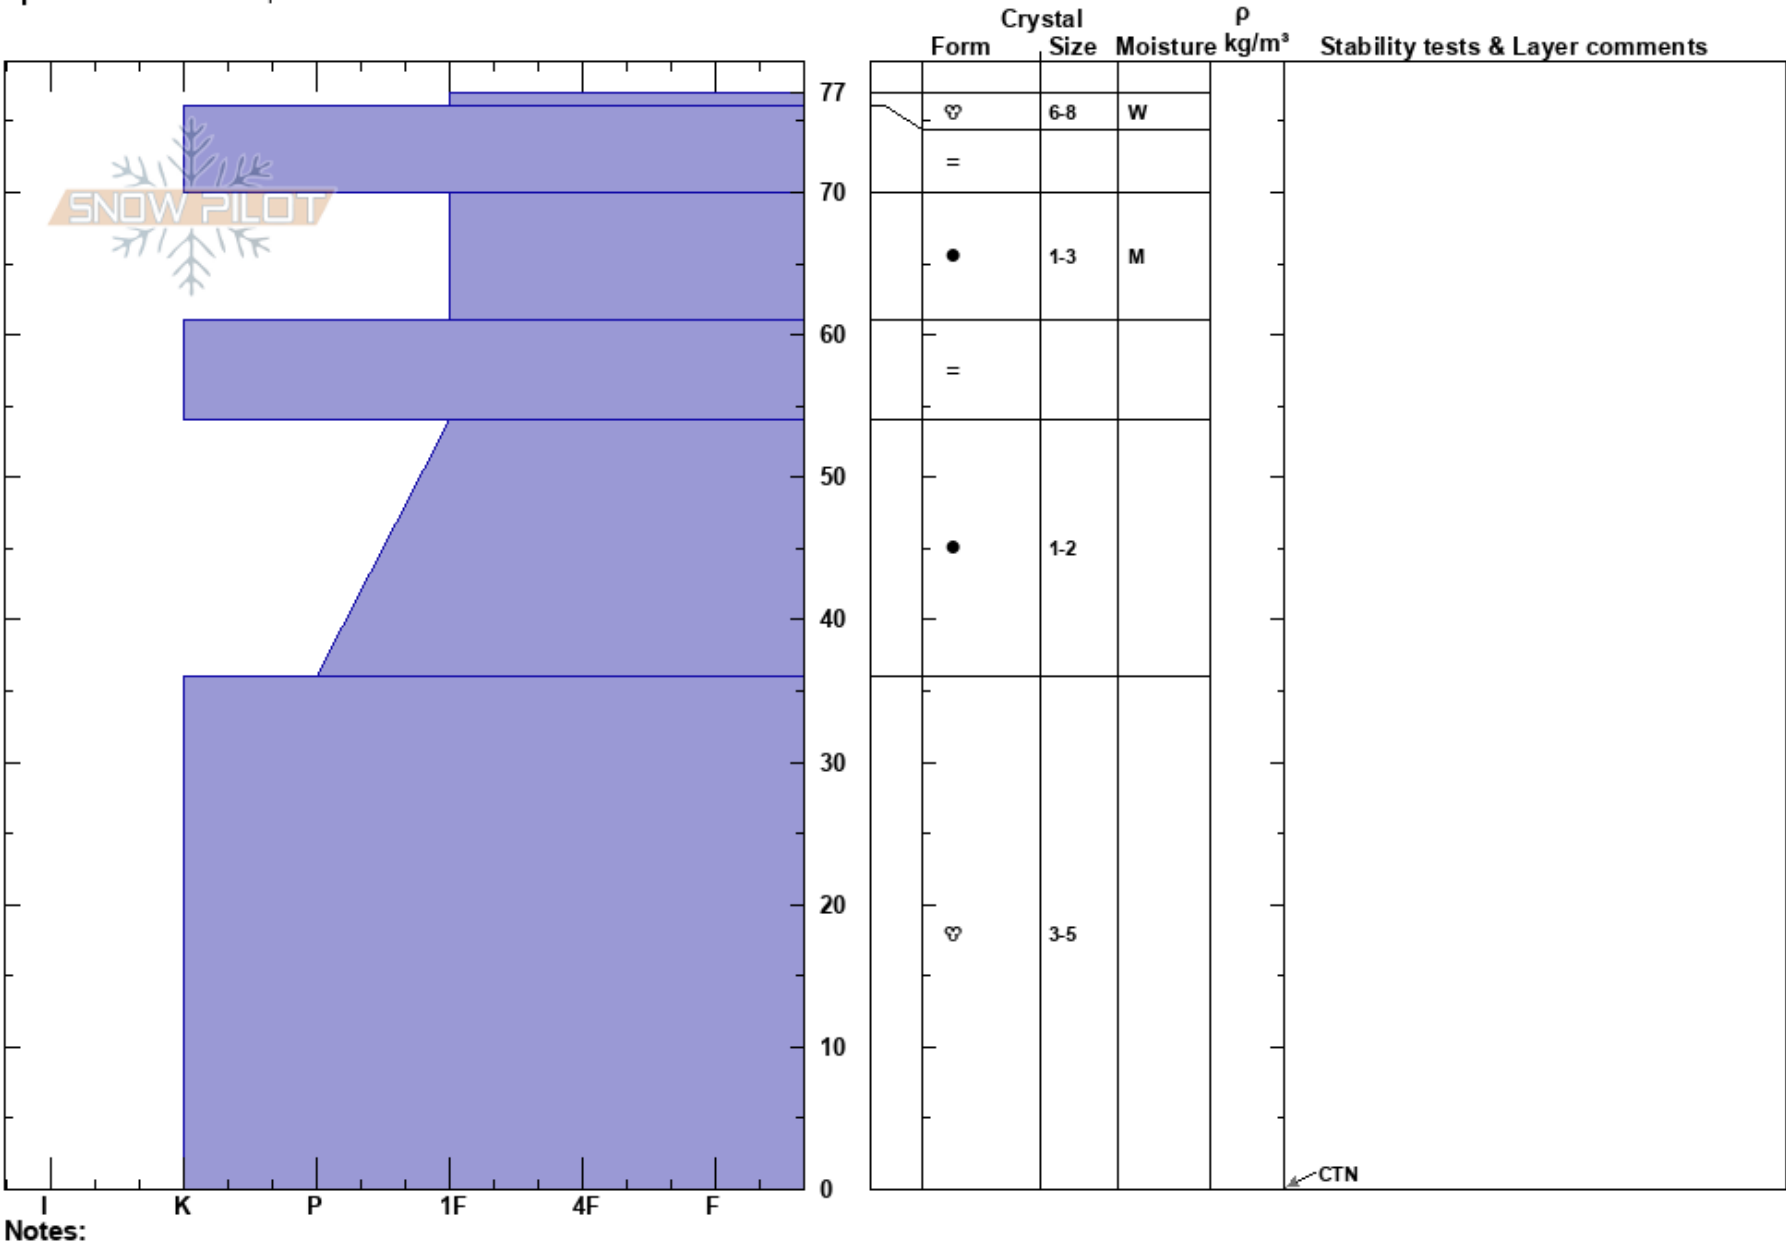 Crystal ρ
Form Size Moisture kg/m³ Stability tests & Layer comments
77
6-8 W
=
70
SNOW PILOT
1-3 M
60
=
50
1-2
40
30
20
3-5
10
CTN
0
I K P 1F 4F F
Notes: